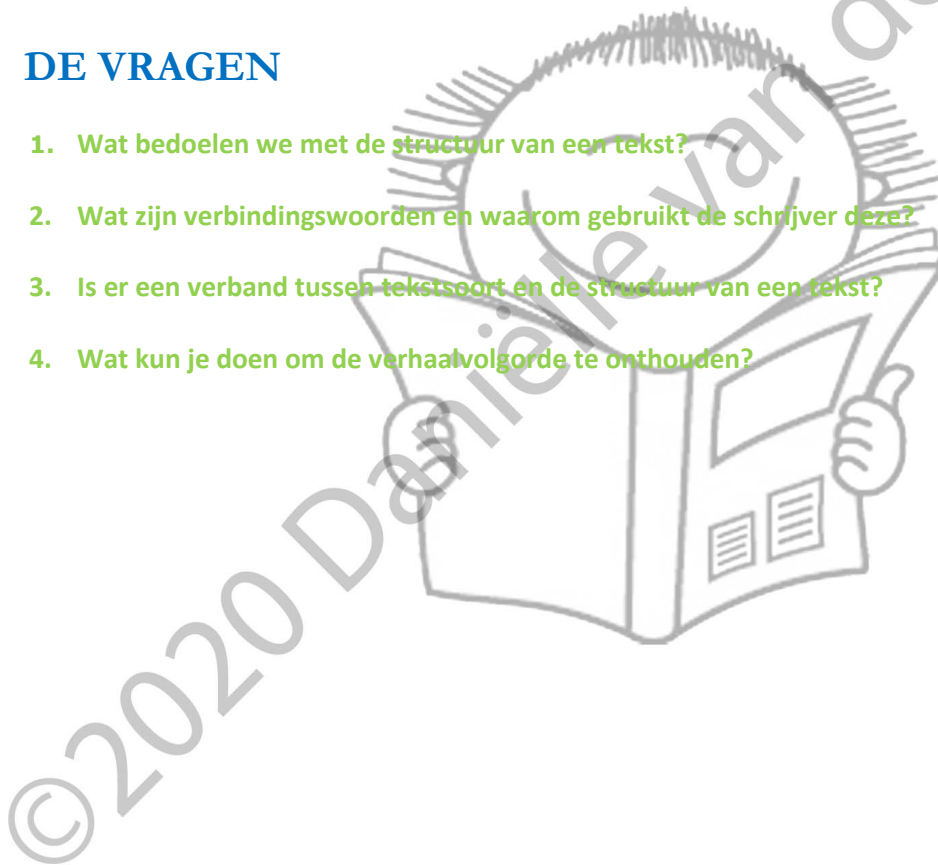 DE VRAGEN
1. Wat bedoelen we met de structuur van een tekst?
2. Wat zijn verbindingswoorden en waarom gebruikt de schrijver deze?
3. Is er een verband tussen tekstsoort en de structuur van een tekst?
4. Wat kun je doen om de verhaalvolgorde te onthouden?
©2020 Daniëlle van